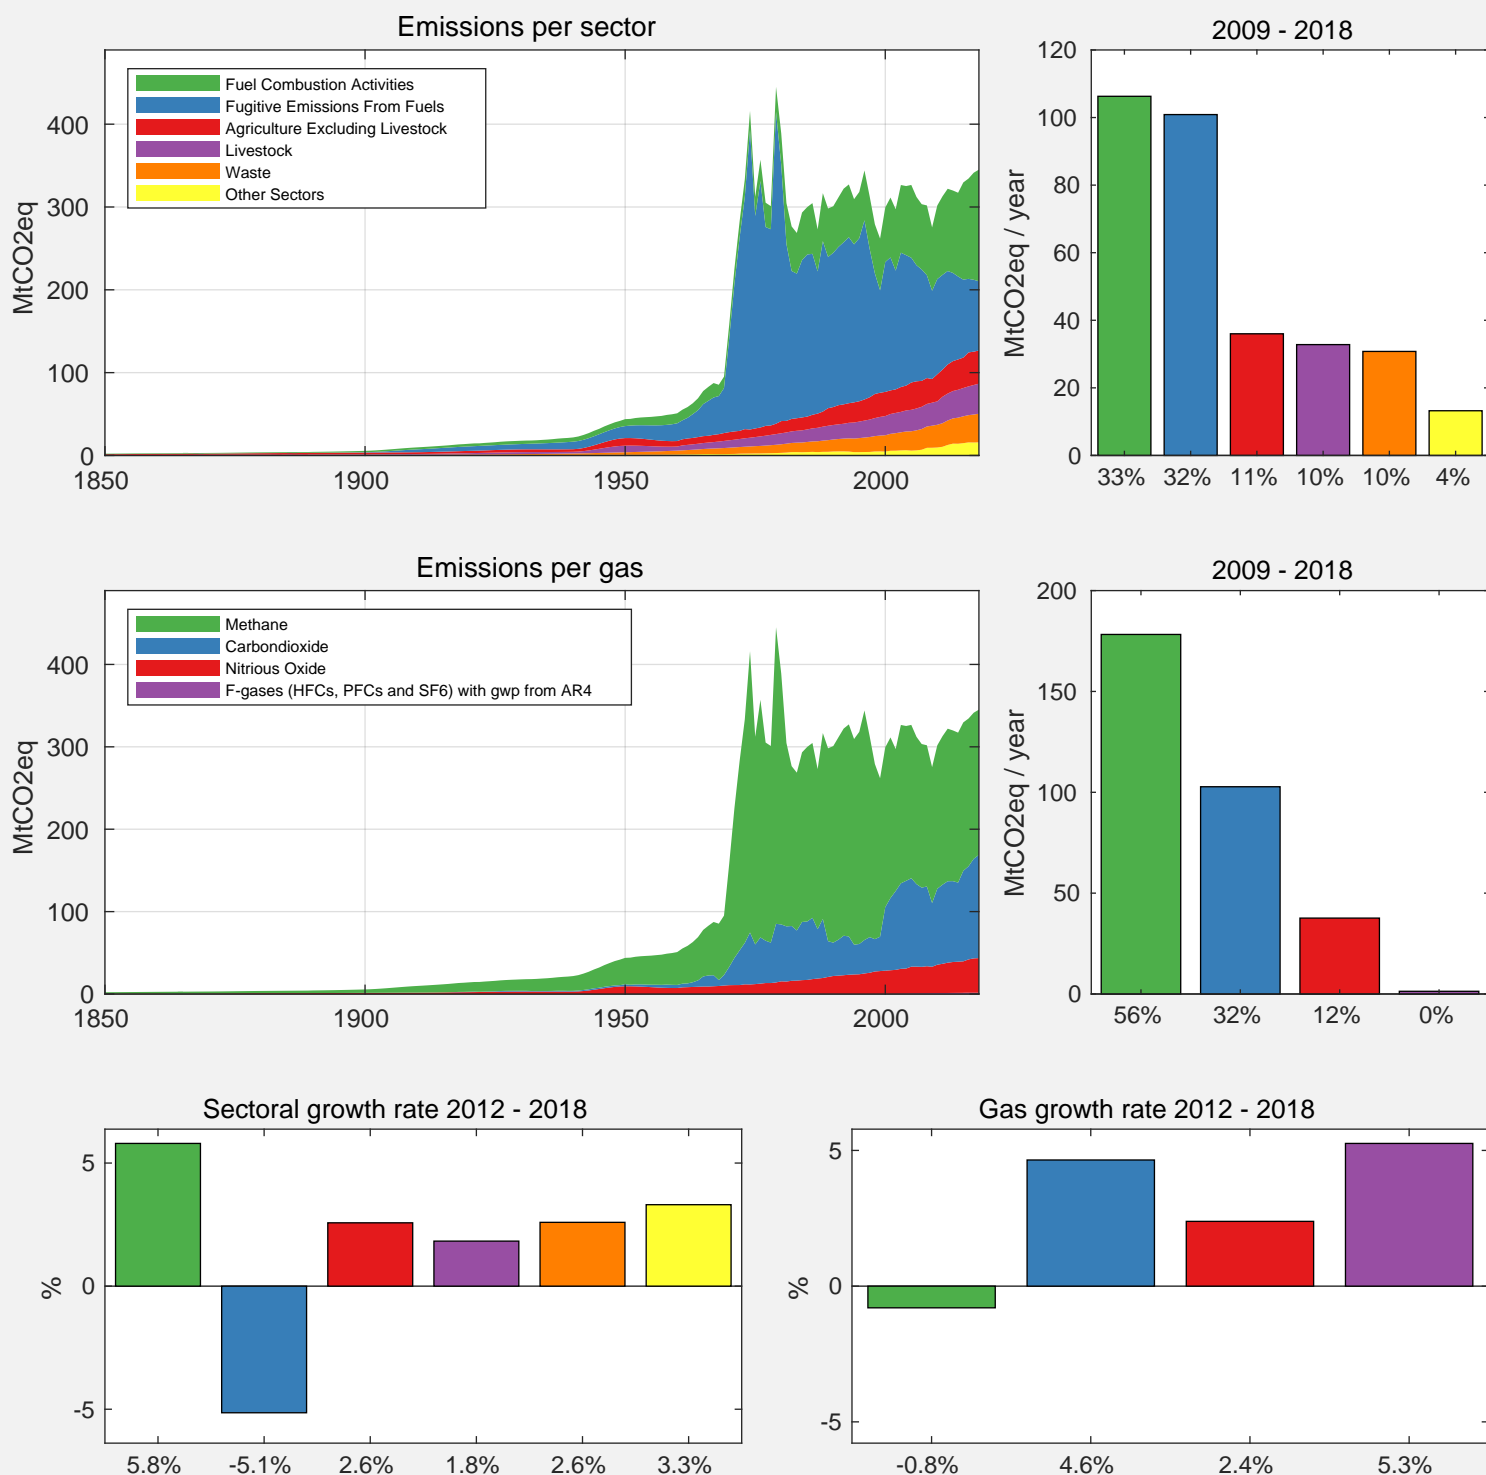 Emissions per sector
MtCO2eq
400
300
200
100
0
1850
1900
1950
2000
Fuel Combustion Activities
Fugitive Emissions From Fuels
Agriculture Excluding Livestock
Livestock
Waste
Other Sectors
2009 - 2018
MtCO2eq / year
120
100
80
60
40
20
0
33%
32%
11%
10%
10%
4%
Emissions per gas
MtCO2eq
400
300
200
100
0
1850
1900
1950
2000
Methane
Carbondioxide
Nitrious Oxide
F-gases (HFCs, PFCs and SF6) with gwp from AR4
2009 - 2018
MtCO2eq / year
200
150
100
50
0
56%
32%
12%
0%
Sectoral growth rate 2012 - 2018
%
5
0
-5
5.8%
-5.1%
2.6%
1.8%
2.6%
3.3%
Gas growth rate 2012 - 2018
%
5
0
-5
-0.8%
4.6%
2.4%
5.3%